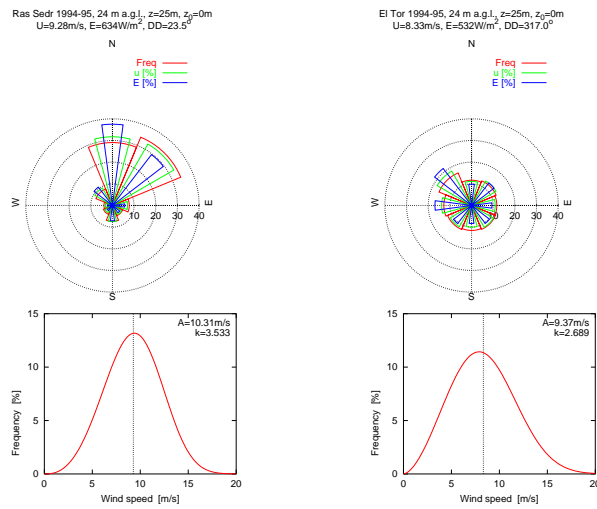 Ras Sedr 1994-95, 24 m a.g.l., z=25m, z₀=0m
U=9.28m/s, E=634W/m², DD=23.5°
N
Freq
u [%]
E [%]
W
E
10 20 30 40
S
15
10
5
0
Frequency [%]
A=10.31m/s
k=3.533
0 5 10 15 20
Wind speed [m/s]
El Tor 1994-95, 24 m a.g.l., z=25m, z₀=0m
U=8.33m/s, E=532W/m², DD=317.0°
N
Freq
u [%]
E [%]
W
E
10 20 30 40
S
15
10
5
0
Frequency [%]
A=9.37m/s
k=2.689
0 5 10 15 20
Wind speed [m/s]